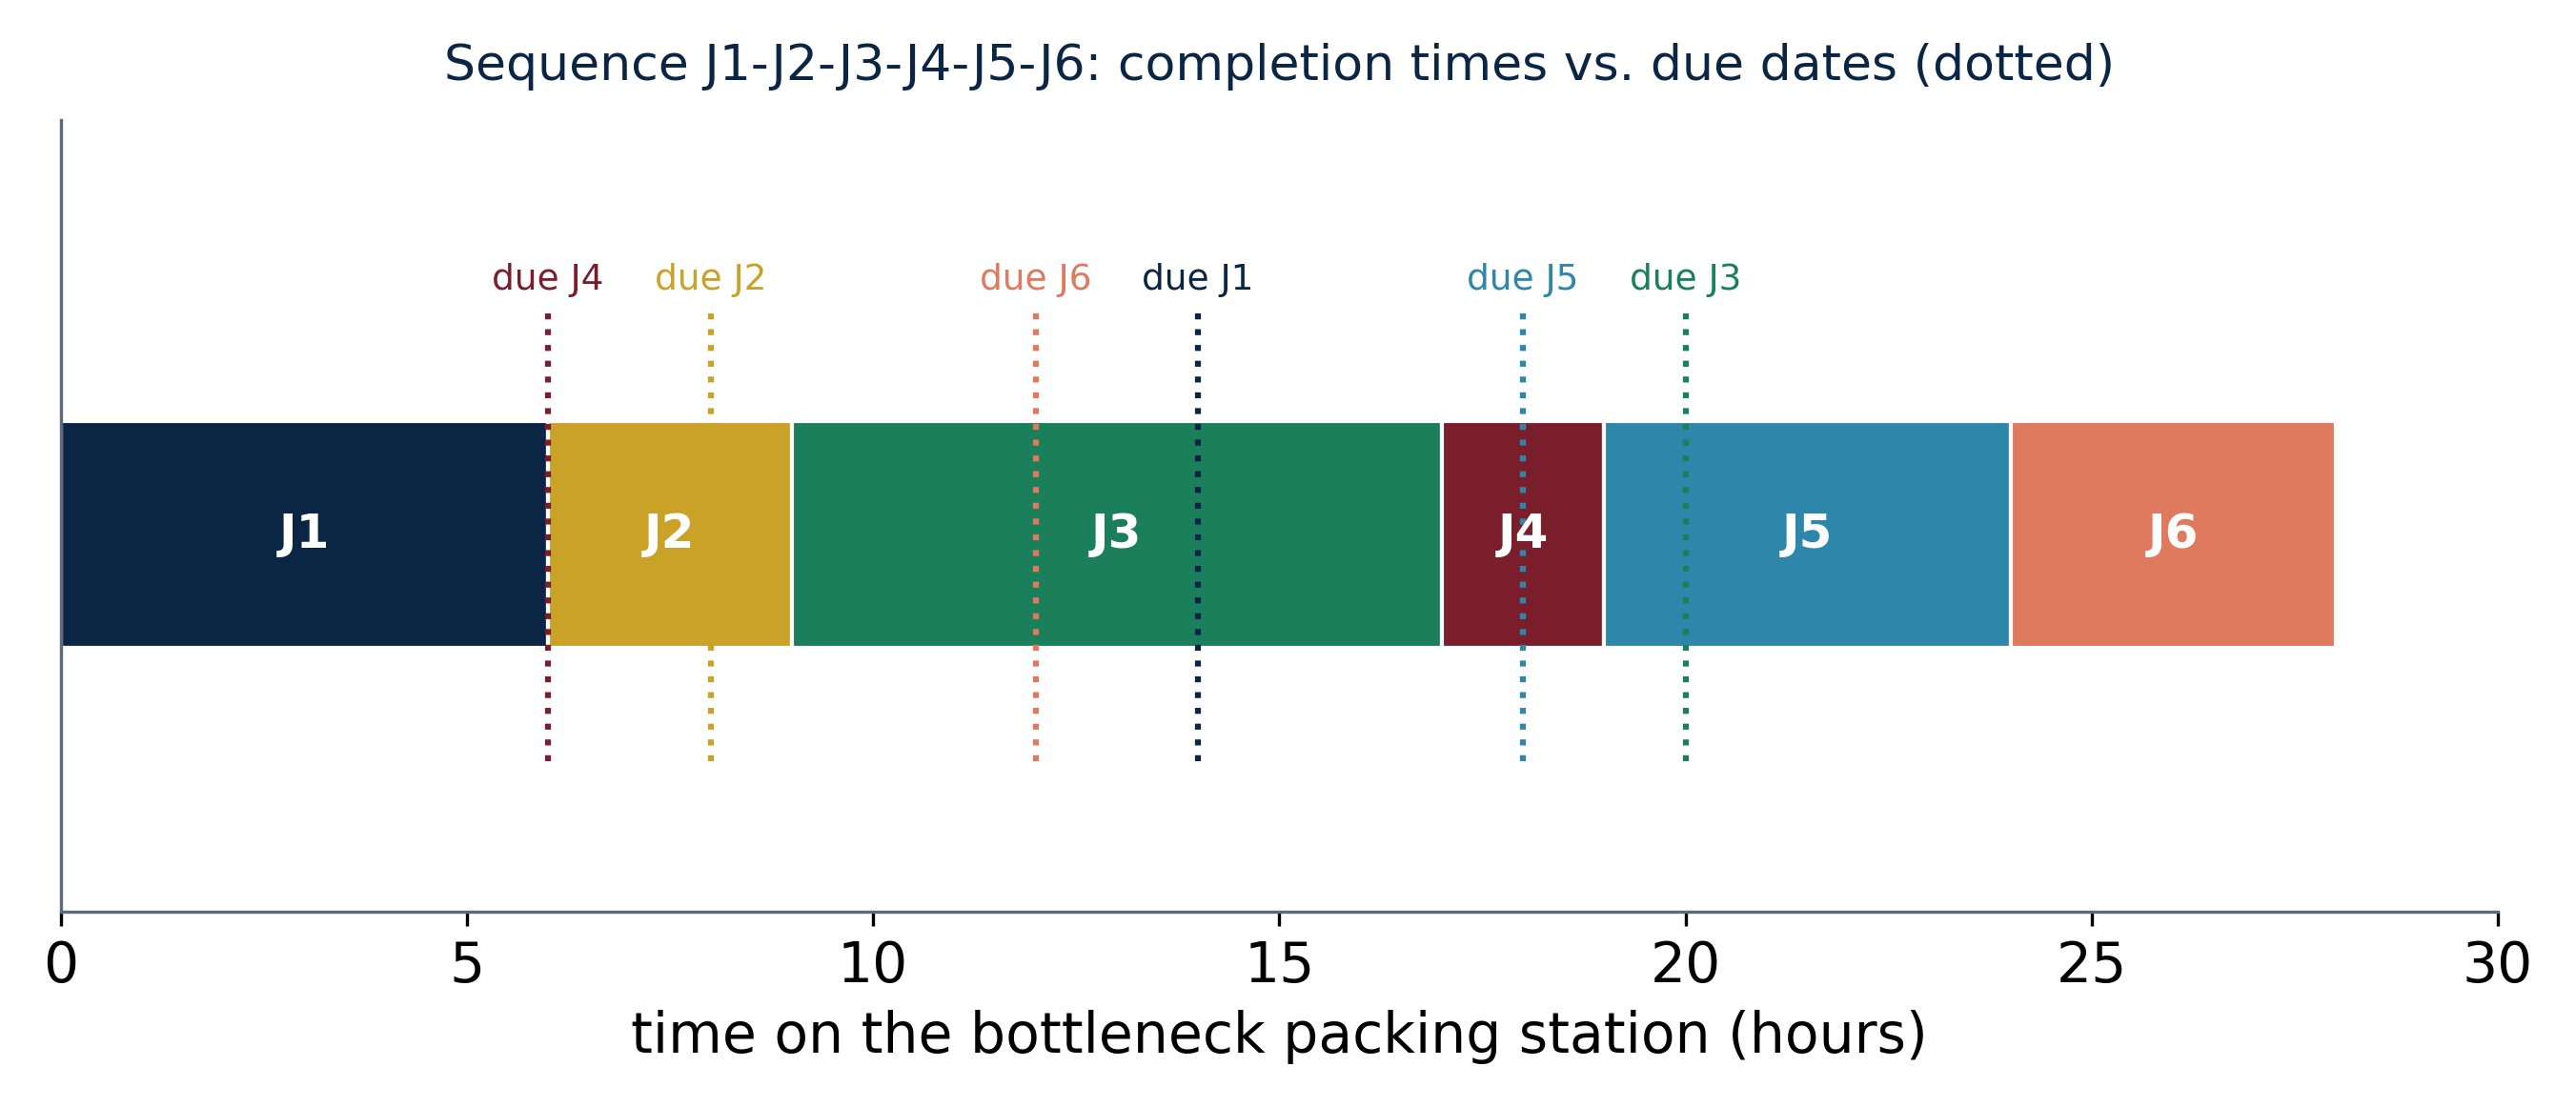 Sequence J1-J2-J3-J4-J5-J6: completion times vs. due dates (dotted)
due J4 due J2 due J6 due J1 due J5 due J3
J1 J2 J3 J4 J5 J6
0 5 10 15 20 25 30
time on the bottleneck packing station (hours)